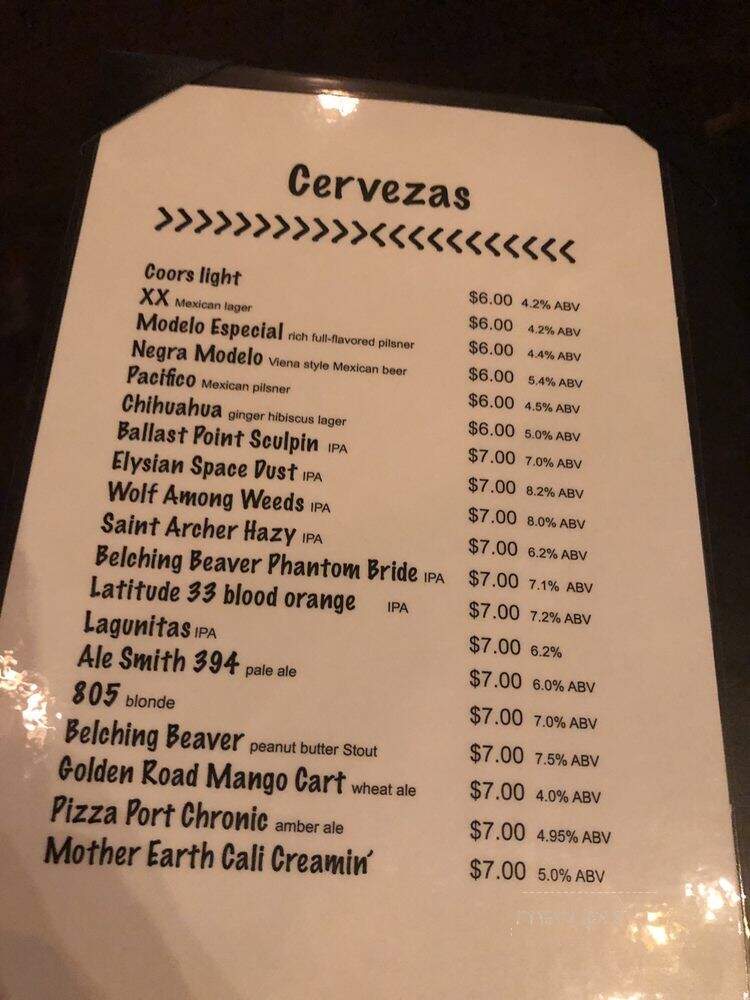 Cervezas
>>>>>>>>>>>><<<<<<<<<<<
Coors light $6.00 4.2% ABV
XX Mexican lager $6.00 4.2% ABV
Modelo Especial rich full-flavored pilsner $6.00 4.4% ABV
Negra Modelo Viena style Mexican beer $6.00 5.4% ABV
Pacifico Mexican pilsner $6.00 4.5% ABV
Chihuahua ginger hibiscus lager $6.00 5.0% ABV
Ballast Point Sculpin IPA $7.00 7.0% ABV
Elysian Space Dust IPA $7.00 8.2% ABV
Wolf Among Weeds IPA $7.00 8.0% ABV
Saint Archer Hazy IPA $7.00 6.2% ABV
Belching Beaver Phantom Bride IPA $7.00 7.1% ABV
Latitude 33 blood orange IPA $7.00 7.2% ABV
Lagunitas IPA $7.00 6.2%
Ale Smith 394 pale ale $7.00 6.0% ABV
805 blonde $7.00 7.0% ABV
Belching Beaver peanut butter Stout $7.00 7.5% ABV
Golden Road Mango Cart wheat ale $7.00 4.0% ABV
Pizza Port Chronic amber ale $7.00 4.95% ABV
Mother Earth Cali Creamin' $7.00 5.0% ABV